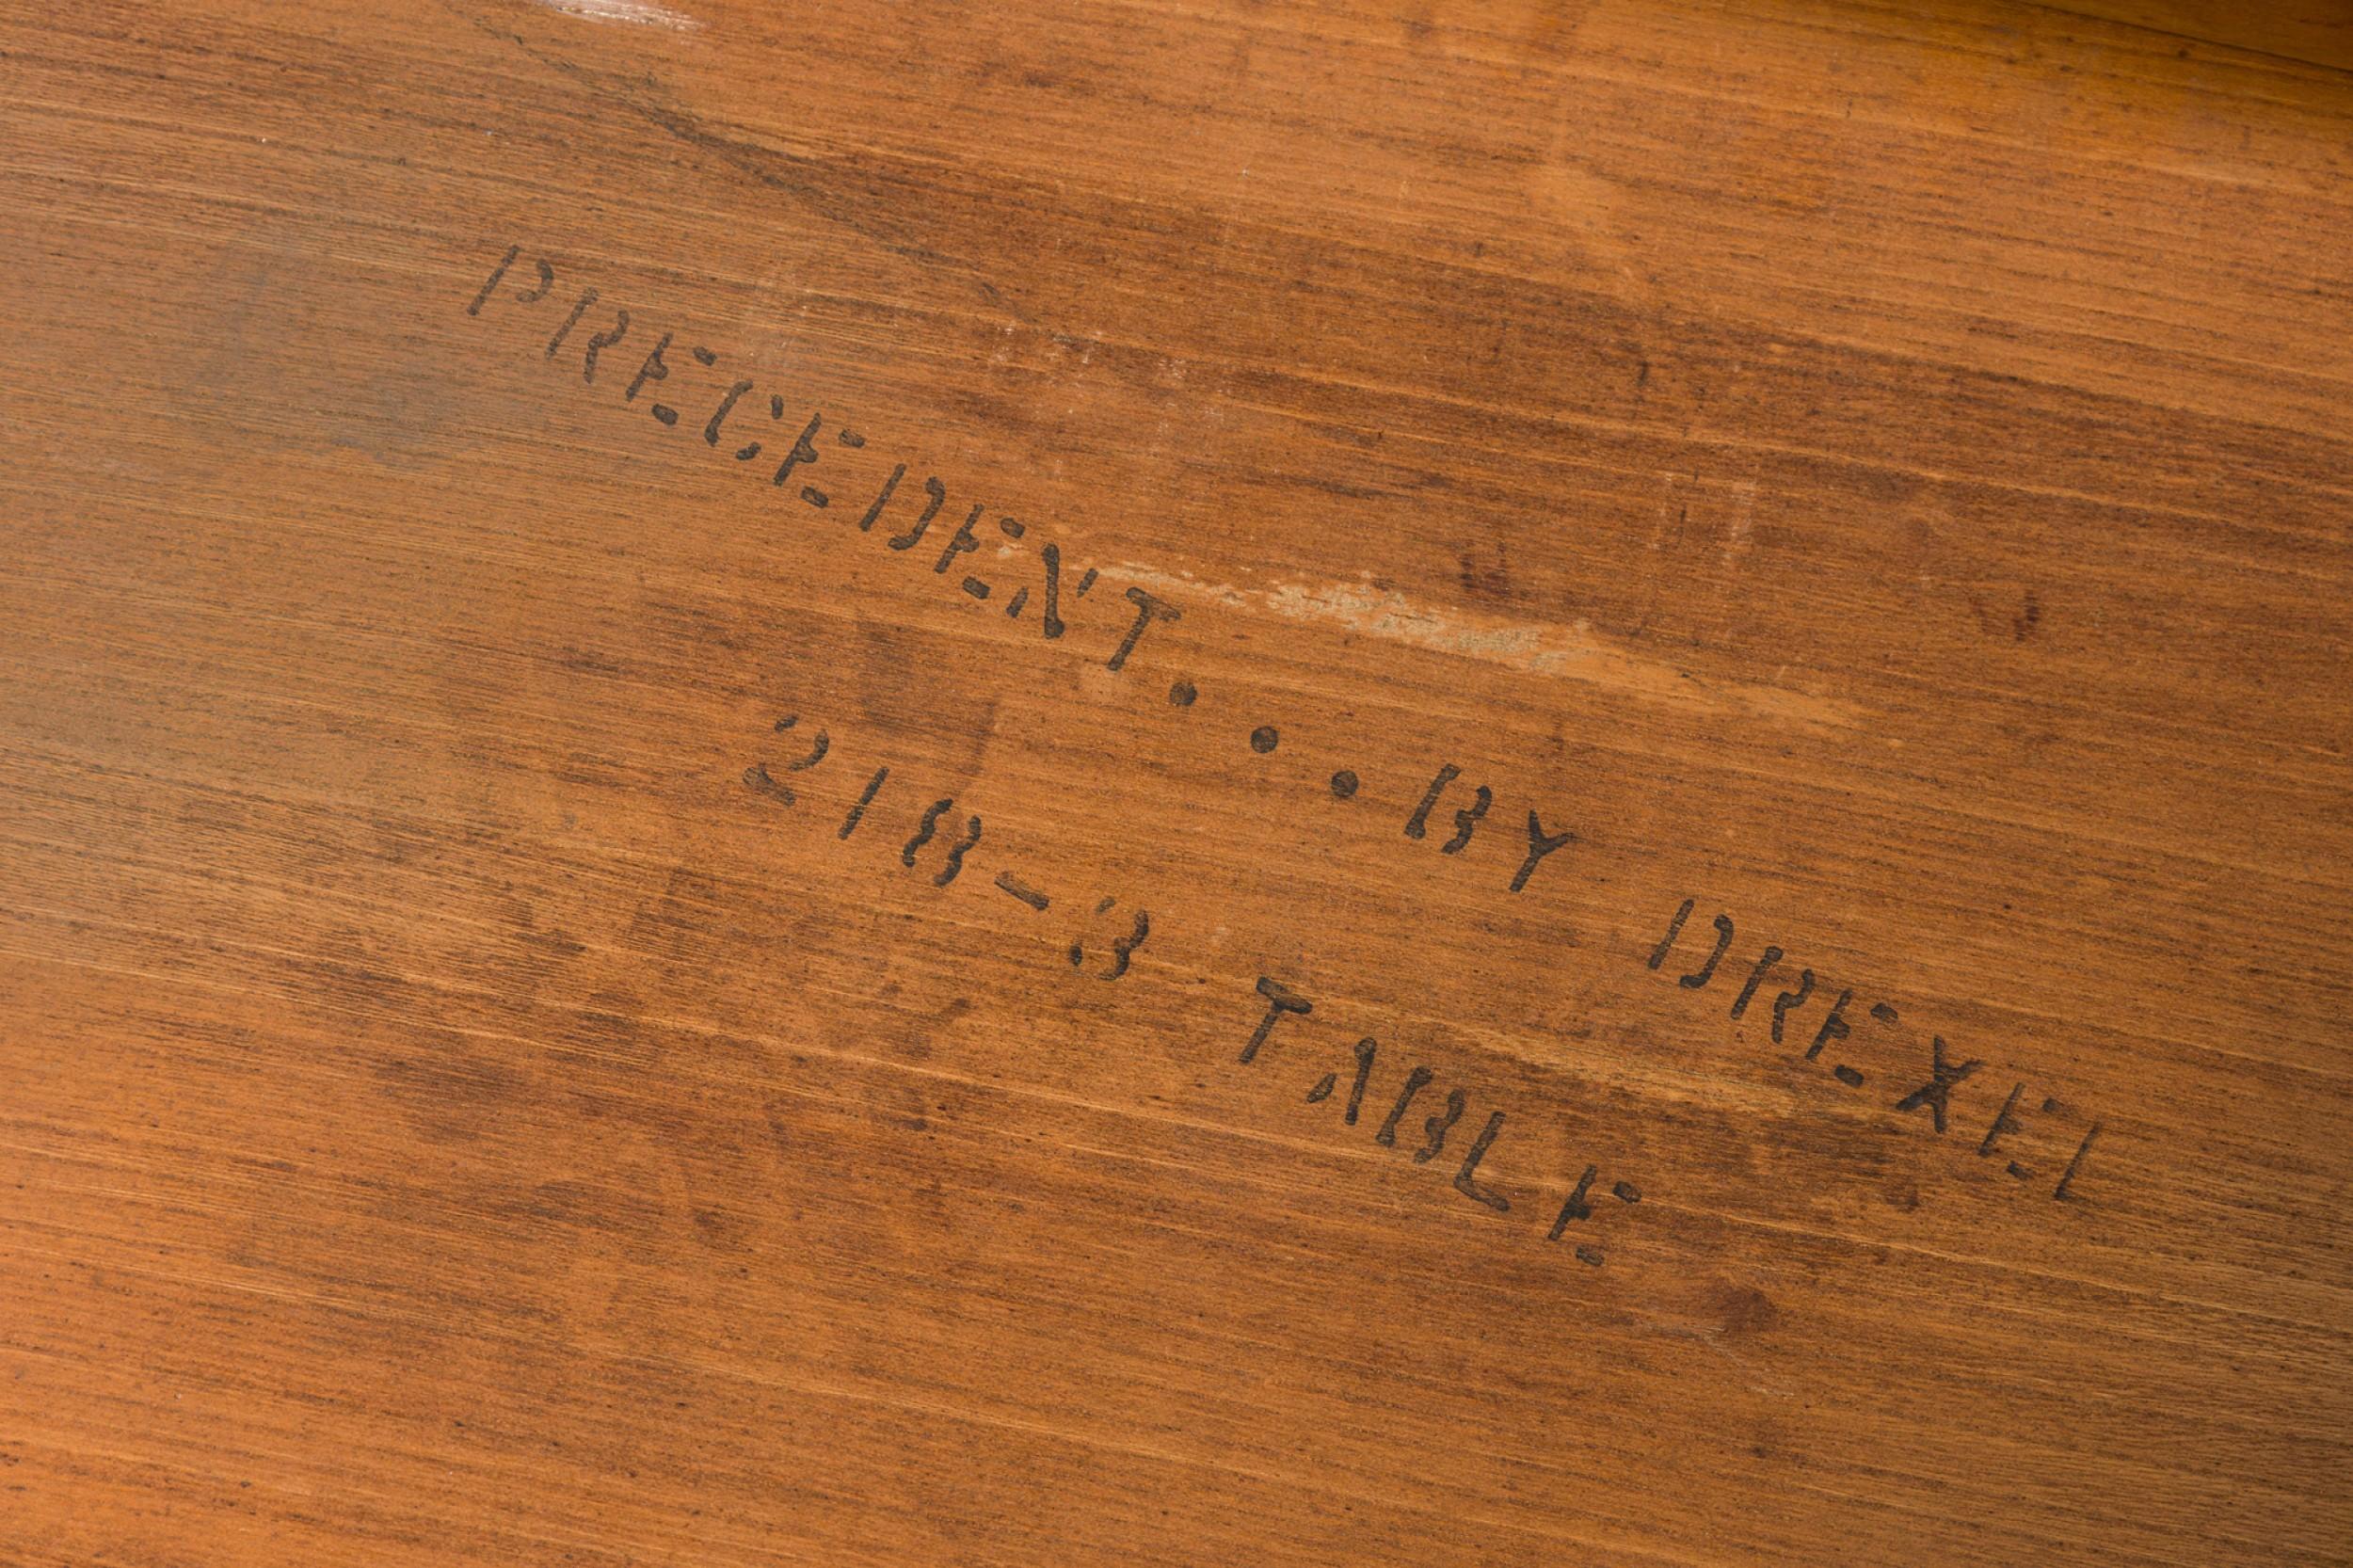 PRECEDENT...BY DREXEL
218-3 TABLE